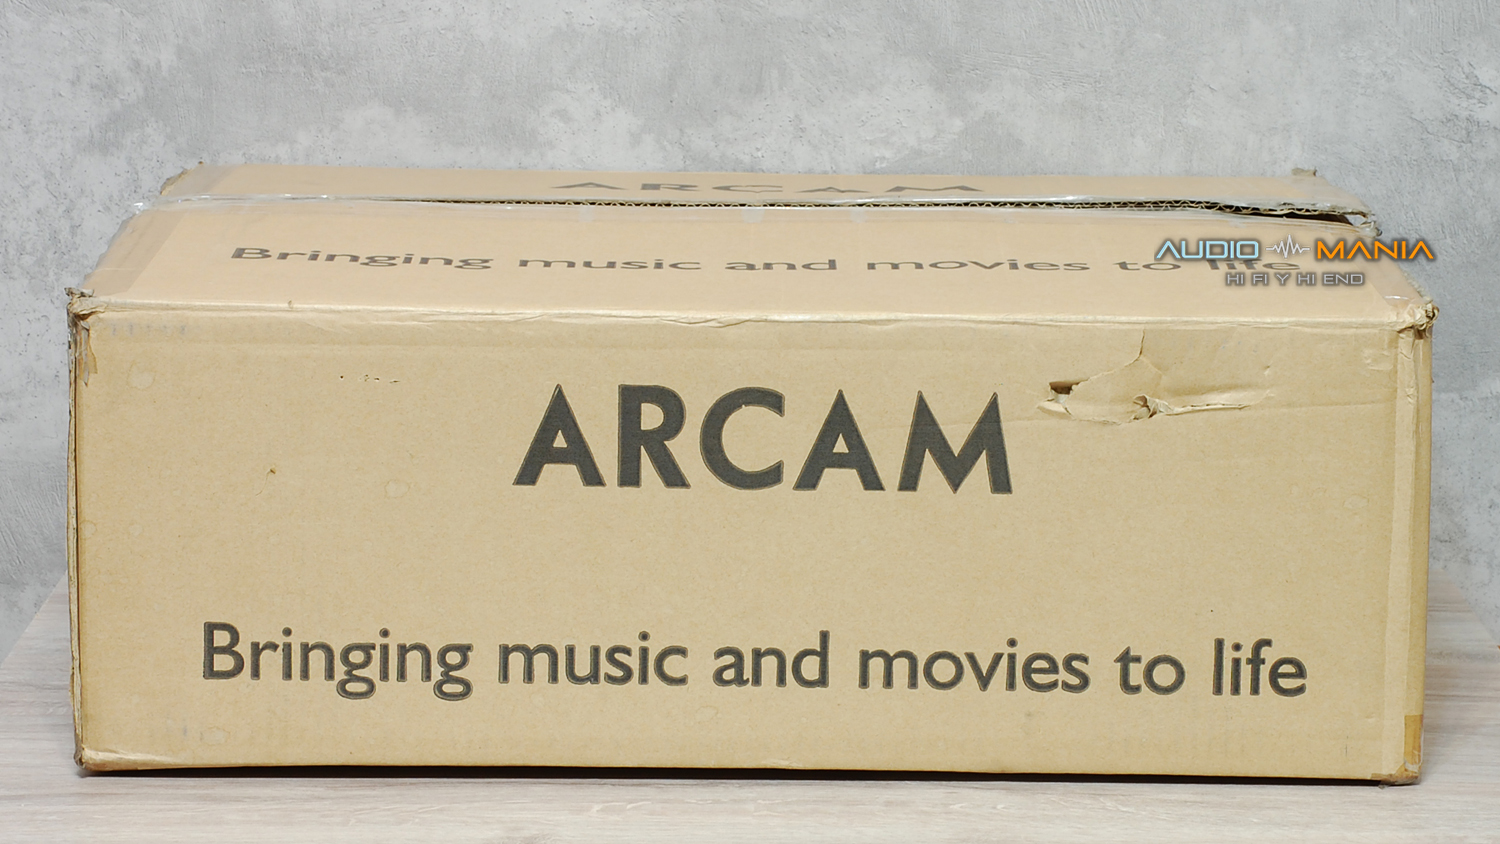 ARCAM
Bringing music and movies to life
AUDIO MANIA
HI FI Y HI END
ARCAM
Bringing music and movies to life